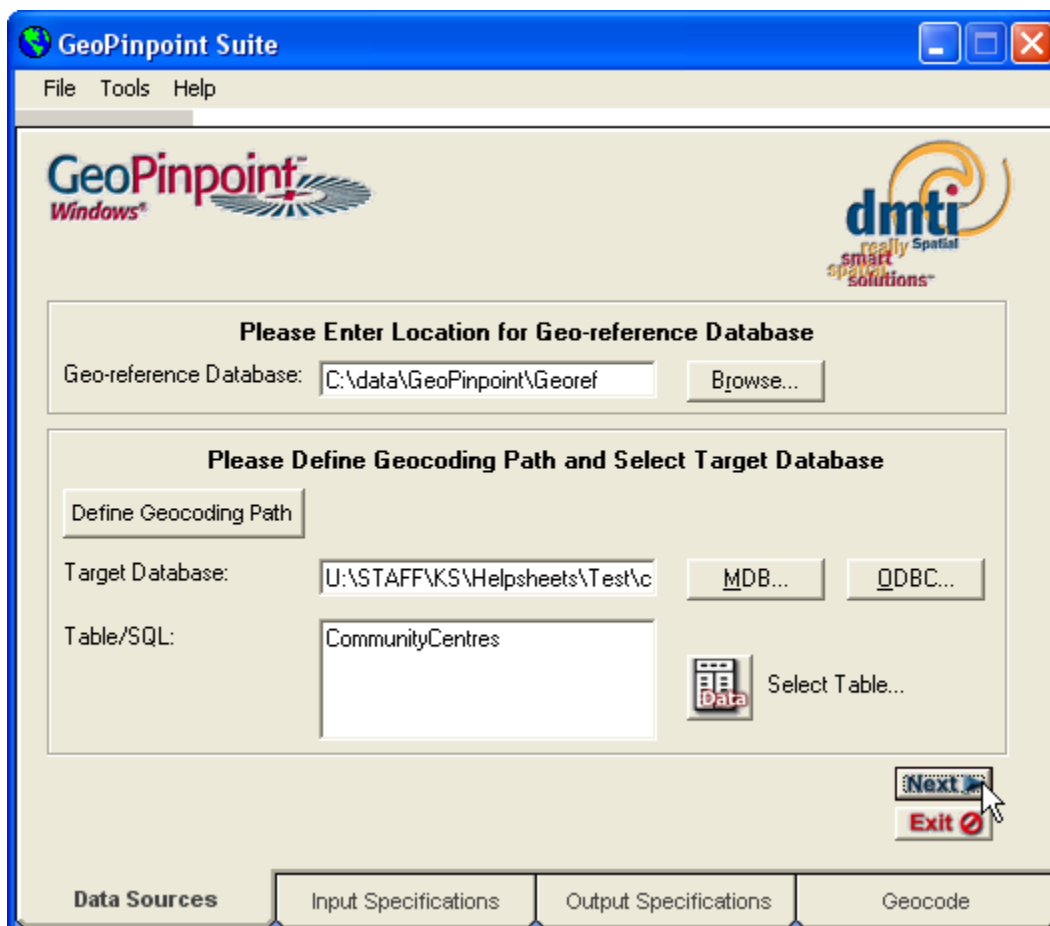 GeoPinpoint Suite
File Tools Help
GeoPinpoint™
Windows®
dmti
really Spatial
smart
spatial
solutions™
Please Enter Location for Geo-reference Database
Geo-reference Database: C:\data\GeoPinpoint\Georef Browse...
Please Define Geocoding Path and Select Target Database
Define Geocoding Path
Target Database: U:\STAFF\KS\Helpsheets\Test\c MDB... ODBC...
Table/SQL: CommunityCentres
Data Select Table...
Next
Exit
Data Sources Input Specifications Output Specifications Geocode